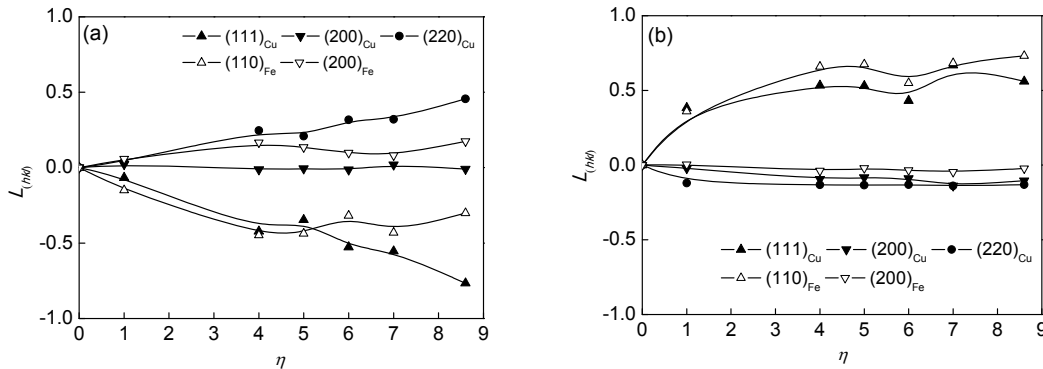 (a)
1.0
0.5
0.0
-0.5
-1.0
L(hkl)
(111)Cu (200)Cu (220)Cu
(110)Fe (200)Fe
0 1 2 3 4 5 6 7 8 9
η
(b)
1.0
0.5
0.0
-0.5
-1.0
L(hkl)
(111)Cu (200)Cu (220)Cu
(110)Fe (200)Fe
0 1 2 3 4 5 6 7 8 9
η